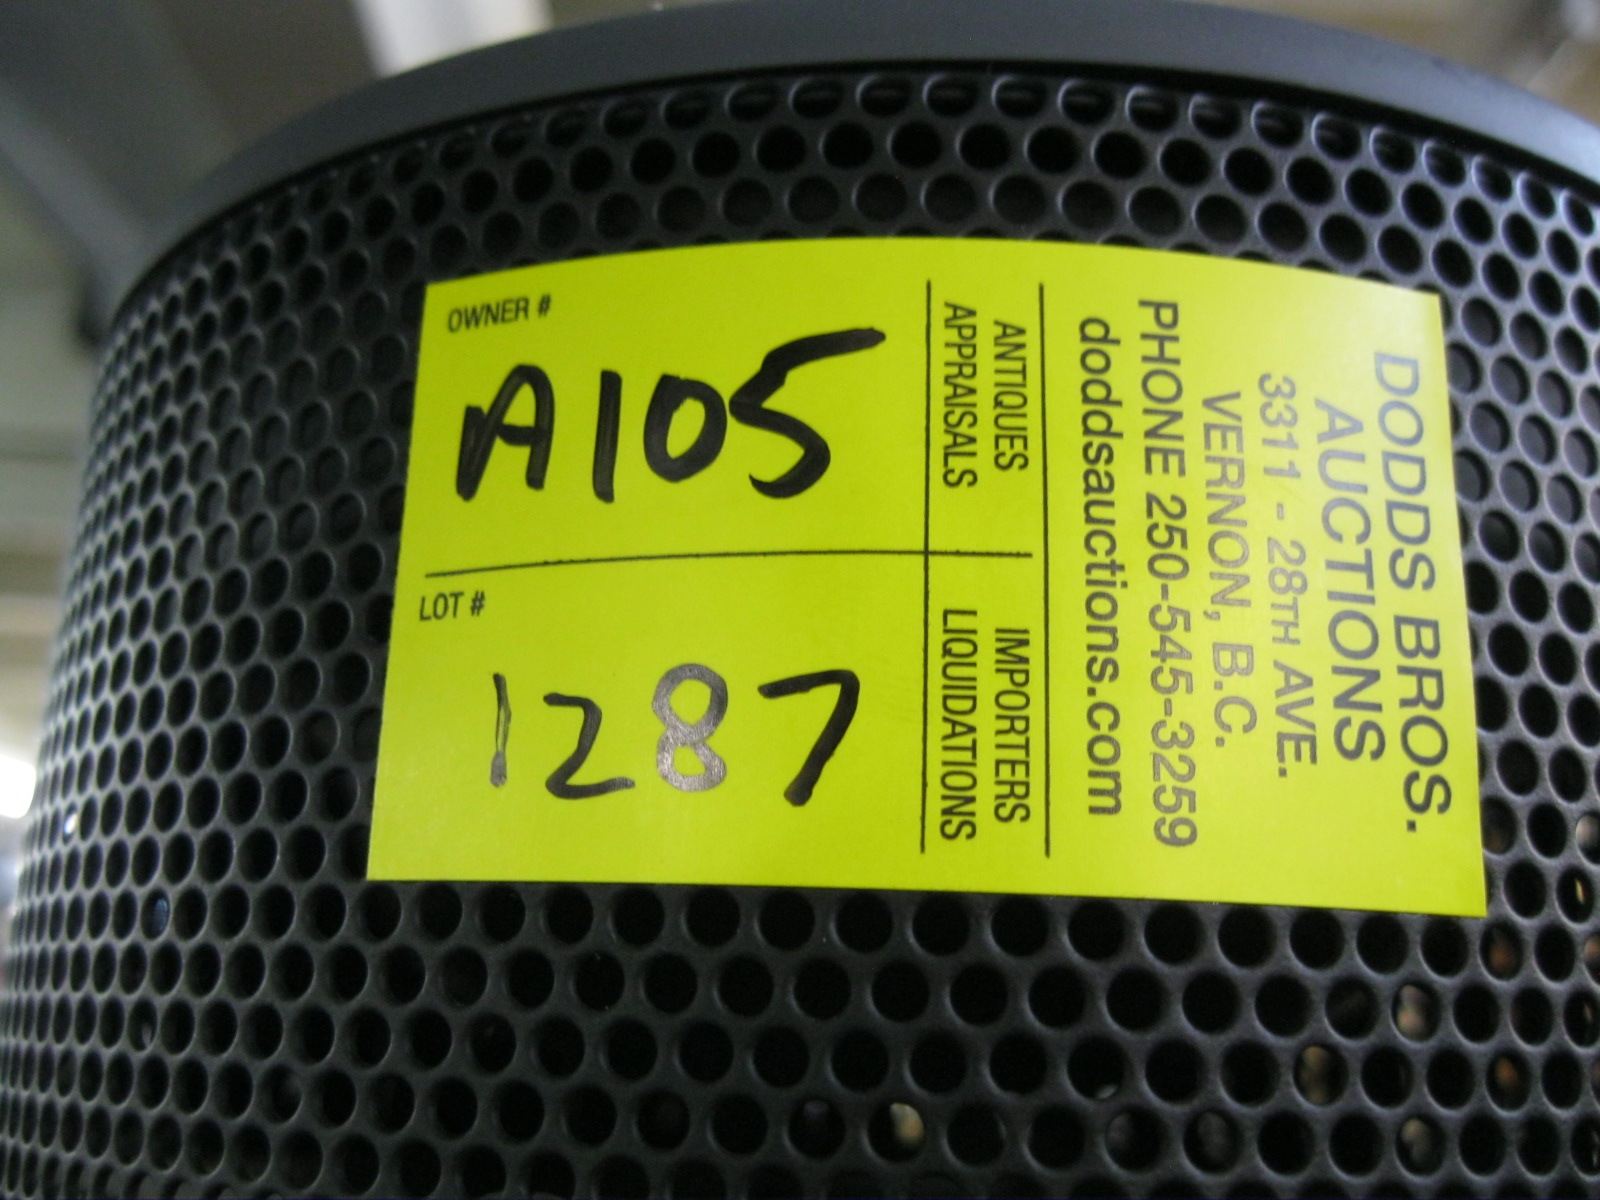 DODDS BROS.
AUCTIONS
3311 - 28TH AVE.
VERNON, B.C.
PHONE 250-545-3259
doddsauctions.com
ANTIQUES
APPRAISALS
IMPORTERS
LIQUIDATIONS
OWNER #
A105
LOT #
1287